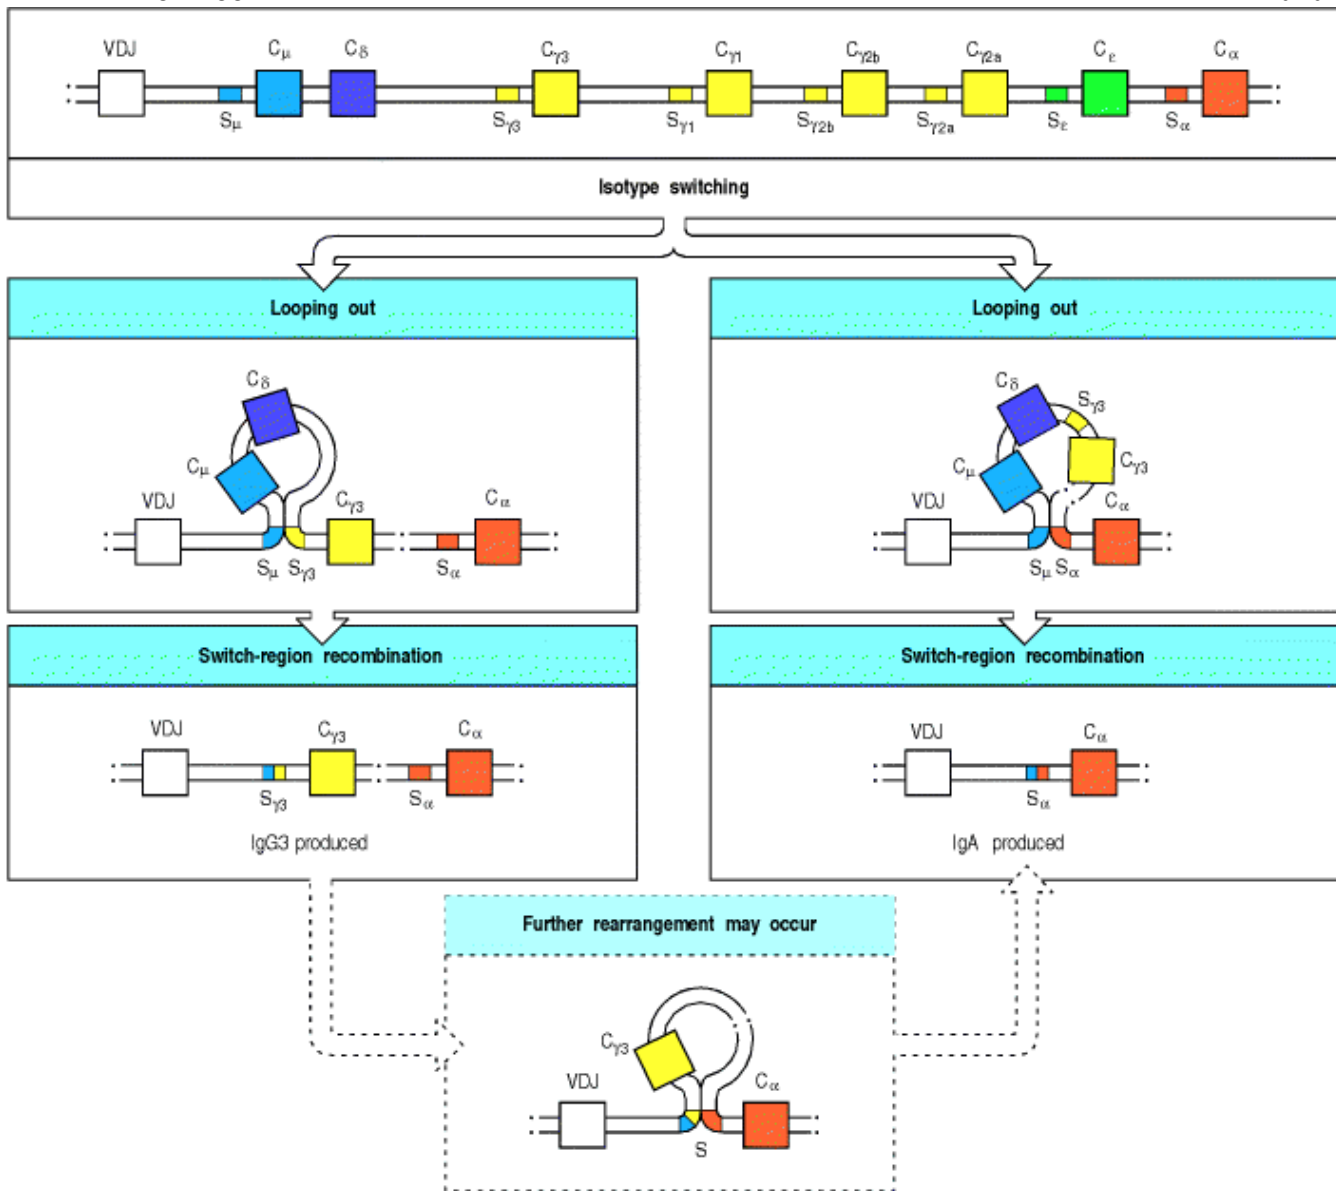 VDJ Cμ Cδ Cγ3 Cγ1 Cγ2b Cγ2a Cε Cα
Sμ Sγ3 Sγ1 Sγ2b Sγ2a Sε Sα
Isotype switching
Looping out
Cδ
Cμ
VDJ Cγ3 Cα
Sμ Sγ3 Sα
Switch-region recombination
VDJ Cγ3 Cα
Sγ3 Sα
IgG3 produced
Looping out
Cδ Sγ3
Cμ Cγ3
VDJ Cα
Sμ Sα
Switch-region recombination
VDJ Cα
Sα
IgA produced
Further rearrangement may occur
Cγ3
VDJ Cα
S